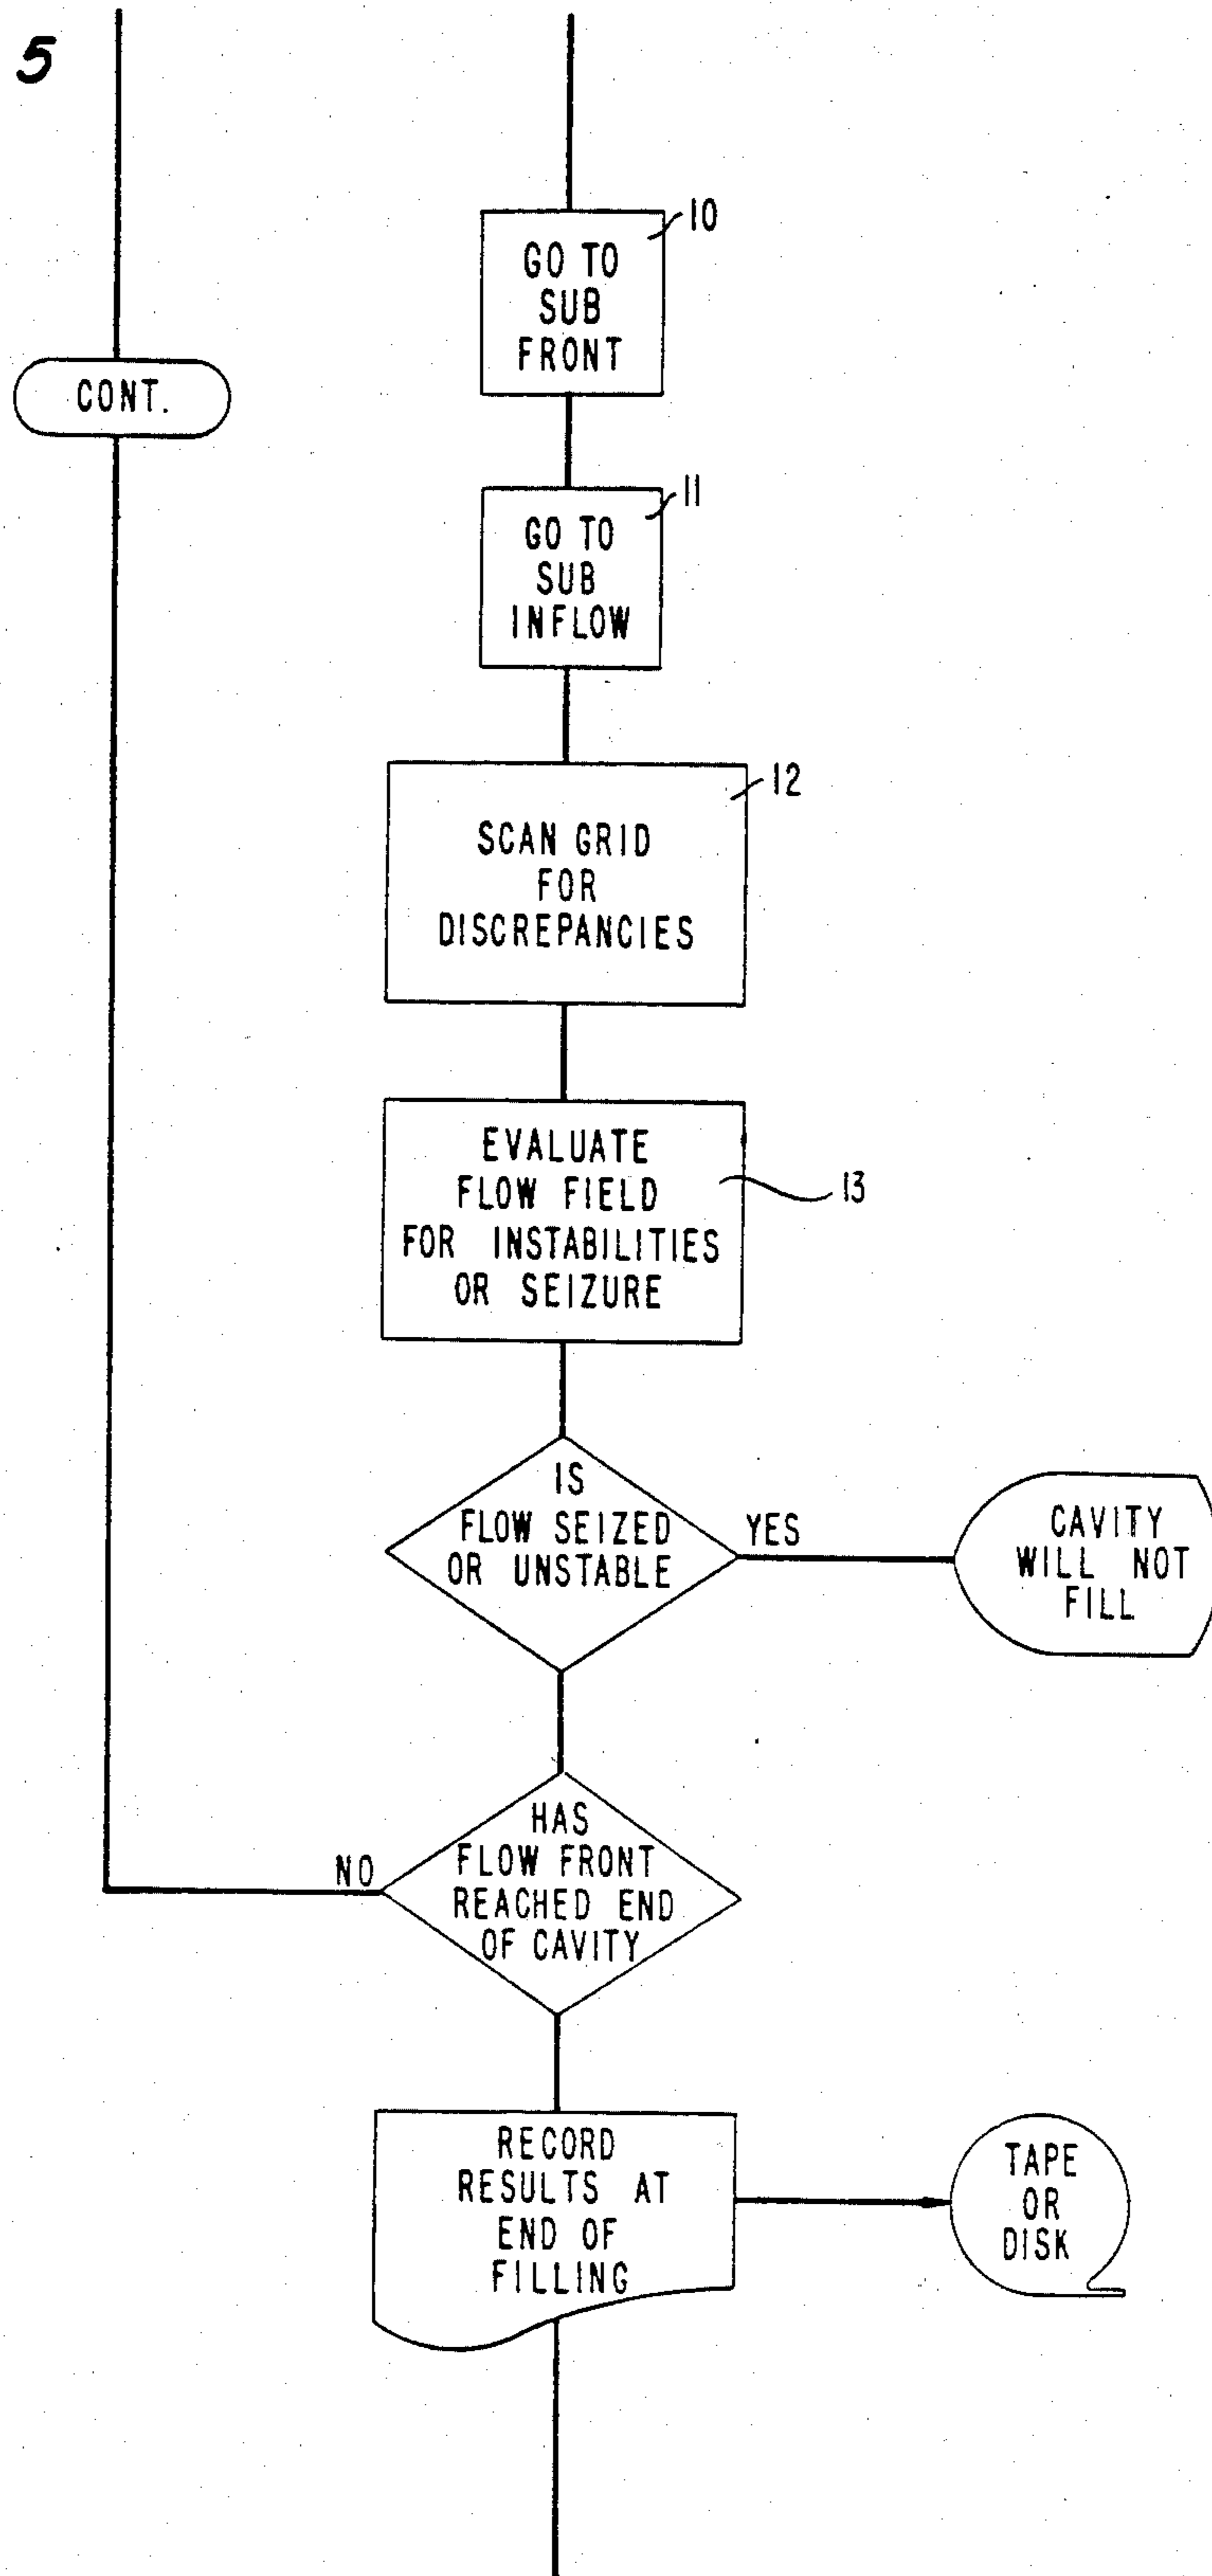 5
10
GO TO
SUB
FRONT
CONT.
11
GO TO
SUB
INFLOW
12
SCAN GRID
FOR
DISCREPANCIES
EVALUATE
FLOW FIELD
FOR INSTABILITIES
OR SEIZURE
13
IS
FLOW SEIZED
OR UNSTABLE
YES
CAVITY
WILL NOT
FILL
HAS
FLOW FRONT
REACHED END
OF CAVITY
NO
RECORD
RESULTS AT
END OF
FILLING
TAPE
OR
DISK